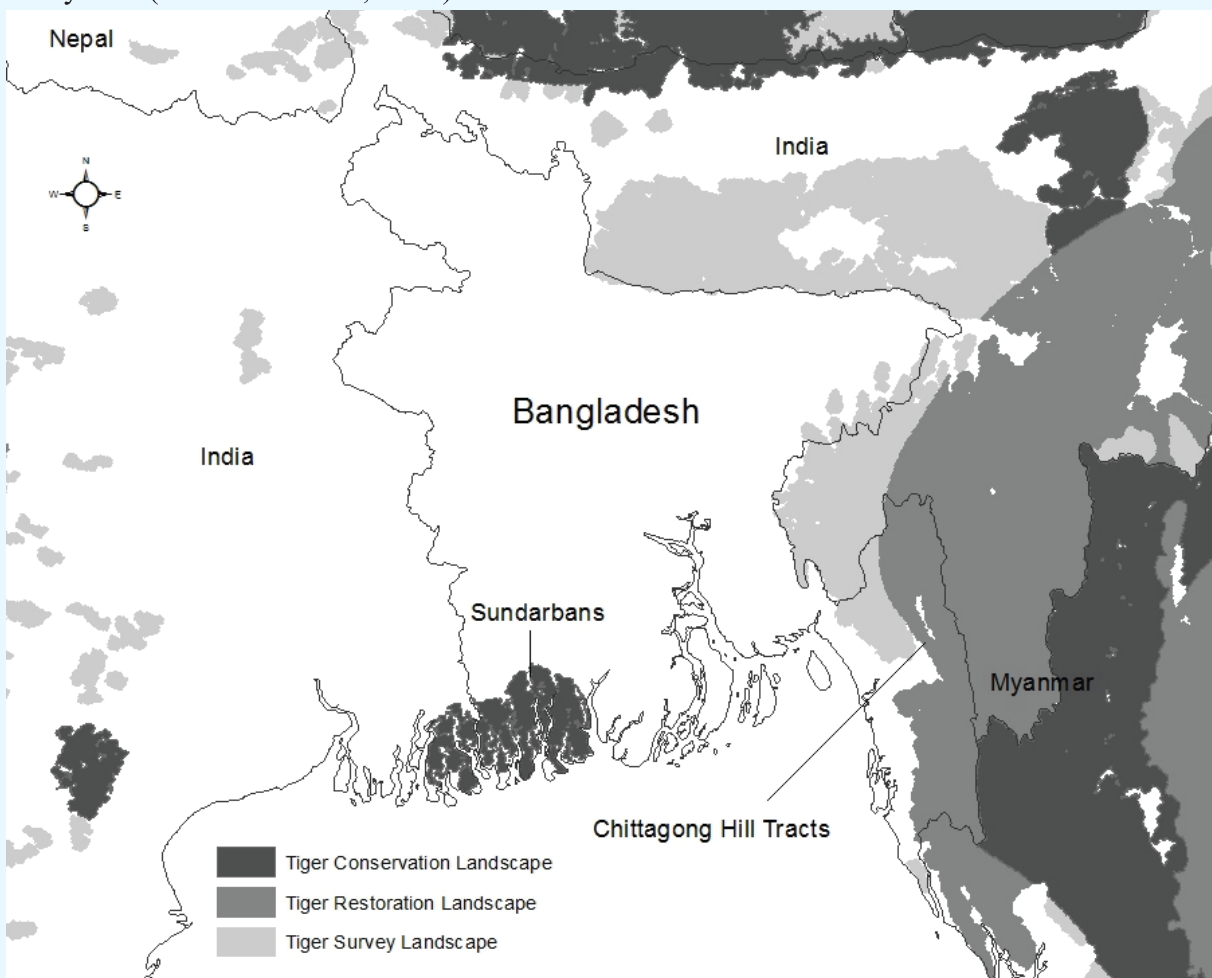 Nepal
India
N
W
E
S
Bangladesh
India
Sundarbans
Myanmar
Chittagong Hill Tracts
Tiger Conservation Landscape
Tiger Restoration Landscape
Tiger Survey Landscape